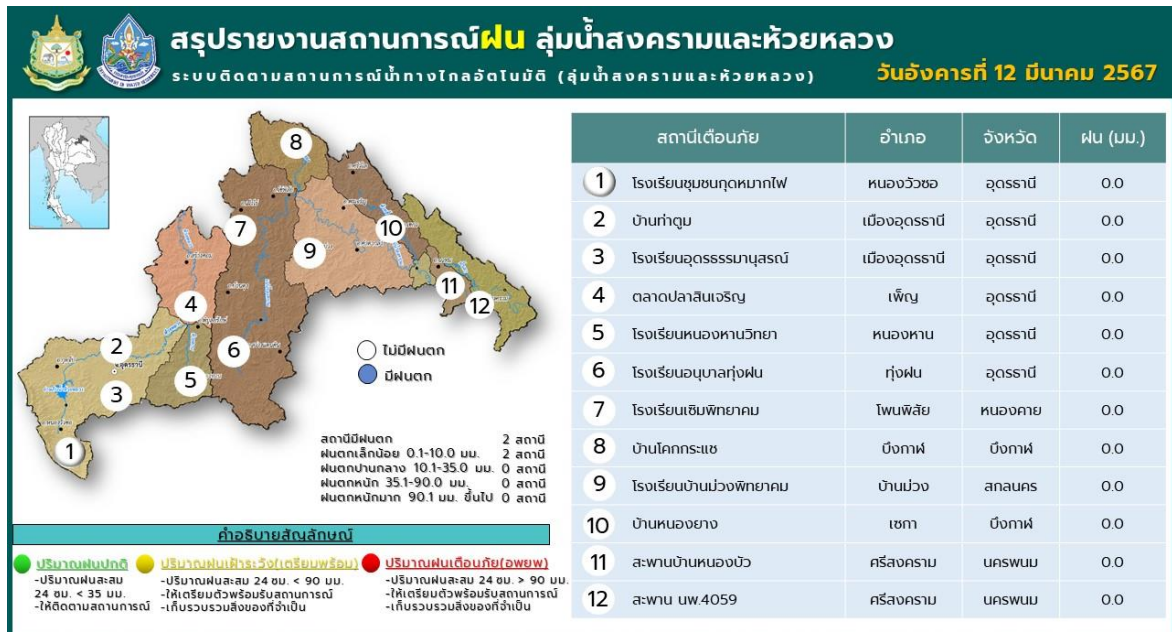 สรุปรายงานสถานการณ์ฝน ลุ่มน้ำสงครามและห้วยหลวง
ระบบติดตามสถานการณ์น้ำทางไกลอัตโนมัติ (ลุ่มน้ำสงครามและห้วยหลวง)
วันอังคารที่ 12 มีนาคม 2567
8
7
10
9
11
4
12
2
6
5
3
1
อุดรธานี
ไม่มีฝนตก
มีฝนตก
สถานีมีฝนตก 2 สถานี
ฝนตกเล็กน้อย 0.1-10.0 มม. 2 สถานี
ฝนตกปานกลาง 10.1-35.0 มม. 0 สถานี
ฝนตกหนัก 35.1-90.0 มม. 0 สถานี
ฝนตกหนักมาก 90.1 มม. ขึ้นไป 0 สถานี
คำอธิบายสัญลักษณ์
ปริมาณฝนปกติ
-ปริมาณฝนสะสม
24 ชม. < 35 มม.
-ให้ติดตามสถานการณ์
ปริมาณฝนเฝ้าระวัง(เตรียมพร้อม)
-ปริมาณฝนสะสม 24 ชม. < 90 มม.
-ให้เตรียมตัวพร้อมรับสถานการณ์
-เก็บรวบรวมสิ่งของที่จำเป็น
ปริมาณฝนเตือนภัย(อพยพ)
-ปริมาณฝนสะสม 24 ชม. > 90 มม.
-ให้เตรียมตัวพร้อมรับสถานการณ์
-เก็บรวบรวมสิ่งของที่จำเป็น
สถานีเตือนภัย อำเภอ จังหวัด ฝน (มม.)
1 โรงเรียนชุมชนกุดหมากไฟ หนองวัวซอ อุดรธานี 0.0
2 บ้านท่าตูม เมืองอุดรธานี อุดรธานี 0.0
3 โรงเรียนอุดรธรรมานุสรณ์ เมืองอุดรธานี อุดรธานี 0.0
4 ตลาดปลาสินเจริญ เพ็ญ อุดรธานี 0.0
5 โรงเรียนหนองหานวิทยา หนองหาน อุดรธานี 0.0
6 โรงเรียนอนุบาลทุ่งฝน ทุ่งฝน อุดรธานี 0.0
7 โรงเรียนเซิมพิทยาคม โพนพิสัย หนองคาย 0.0
8 บ้านโคกกระแซ บึงกาฬ บึงกาฬ 0.0
9 โรงเรียนบ้านม่วงพิทยาคม บ้านม่วง สกลนคร 0.0
10 บ้านหนองยาง เซกา บึงกาฬ 0.0
11 สะพานบ้านหนองบัว ศรีสงคราม นครพนม 0.0
12 สะพาน นพ.4059 ศรีสงคราม นครพนม 0.0